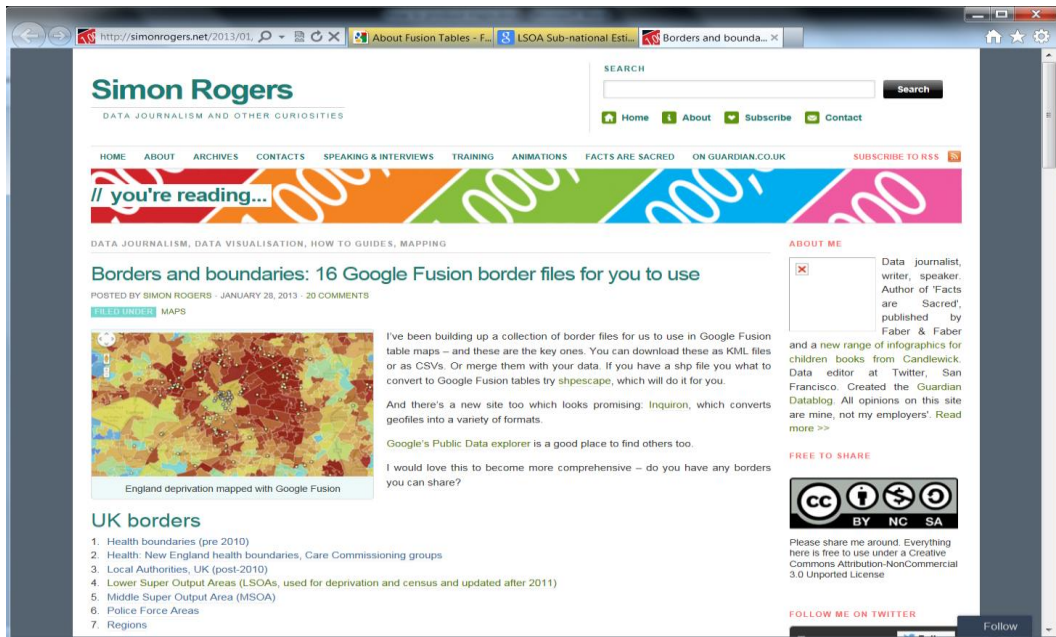 http://simonrogers.net/2013/01,
About Fusion Tables - F...
LSOA Sub-national Esti...
Borders and bounda...
Simon Rogers
DATA JOURNALISM AND OTHER CURIOSITIES
SEARCH
Search
Home
About
Subscribe
Contact
HOME ABOUT ARCHIVES CONTACTS SPEAKING & INTERVIEWS TRAINING ANIMATIONS FACTS ARE SACRED ON GUARDIAN.CO.UK SUBSCRIBE TO RSS
// you're reading...
DATA JOURNALISM, DATA VISUALISATION, HOW TO GUIDES, MAPPING
Borders and boundaries: 16 Google Fusion border files for you to use
POSTED BY SIMON ROGERS · JANUARY 28, 2013 · 20 COMMENTS
FILED UNDER MAPS
England deprivation mapped with Google Fusion
I've been building up a collection of border files for us to use in Google Fusion
table maps – and these are the key ones. You can download these as KML files
or as CSVs. Or merge them with your data. If you have a shp file you what to
convert to Google Fusion tables try shpescape, which will do it for you.
And there's a new site too which looks promising: Inquiron, which converts
geofiles into a variety of formats.
Google's Public Data explorer is a good place to find others too.
I would love this to become more comprehensive – do you have any borders
you can share?
UK borders
1. Health boundaries (pre 2010)
2. Health: New England health boundaries, Care Commissioning groups
3. Local Authorities, UK (post-2010)
4. Lower Super Output Areas (LSOAs, used for deprivation and census and updated after 2011)
5. Middle Super Output Area (MSOA)
6. Police Force Areas
7. Regions
ABOUT ME
Data journalist,
writer, speaker.
Author of 'Facts
are Sacred',
published by
Faber & Faber
and a new range of infographics for
children books from Candlewick.
Data editor at Twitter, San
Francisco. Created the Guardian
Datablog. All opinions on this site
are mine, not my employers'. Read
more >>
FREE TO SHARE
cc
BY NC SA
Please share me around. Everything
here is free to use under a Creative
Commons Attribution-NonCommercial
3.0 Unported License
FOLLOW ME ON TWITTER
Follow